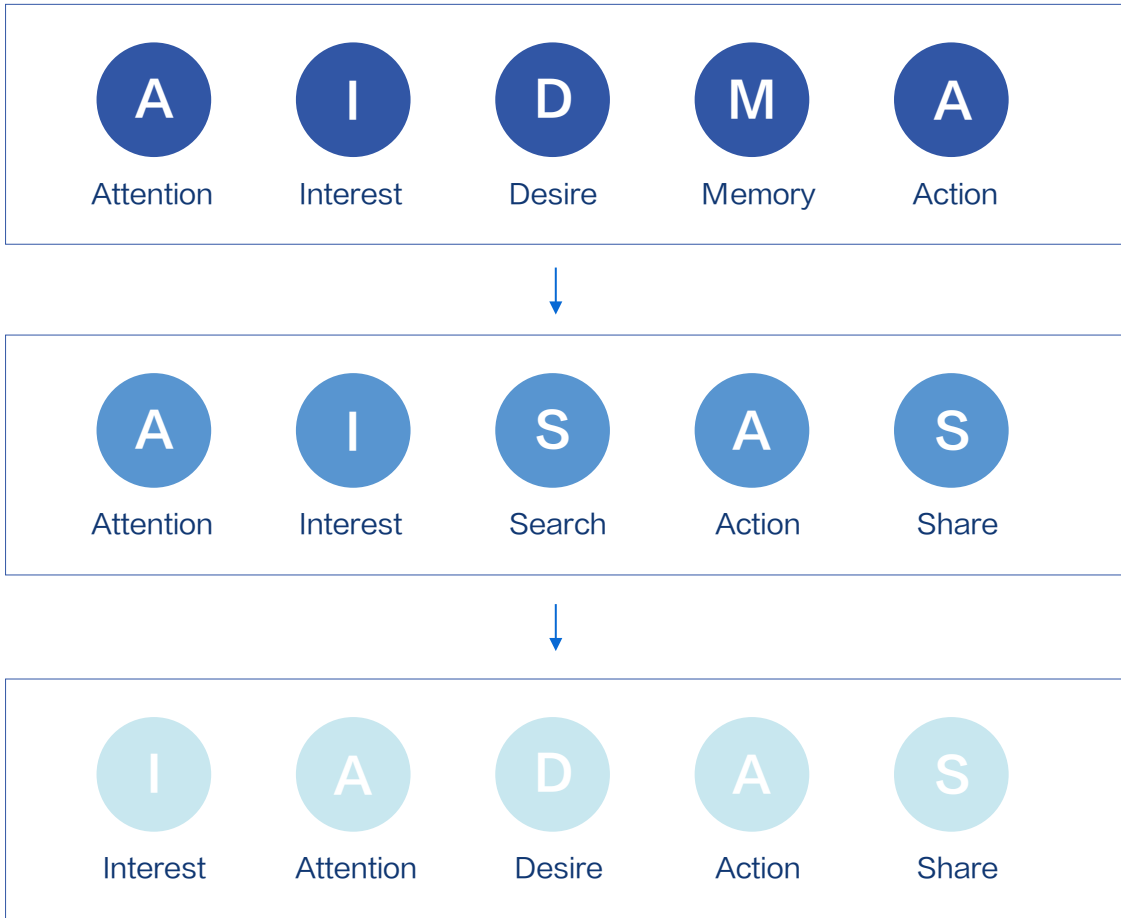 A I D M A
Attention Interest Desire Memory Action
A I S A S
Attention Interest Search Action Share
I A D A S
Interest Attention Desire Action Share